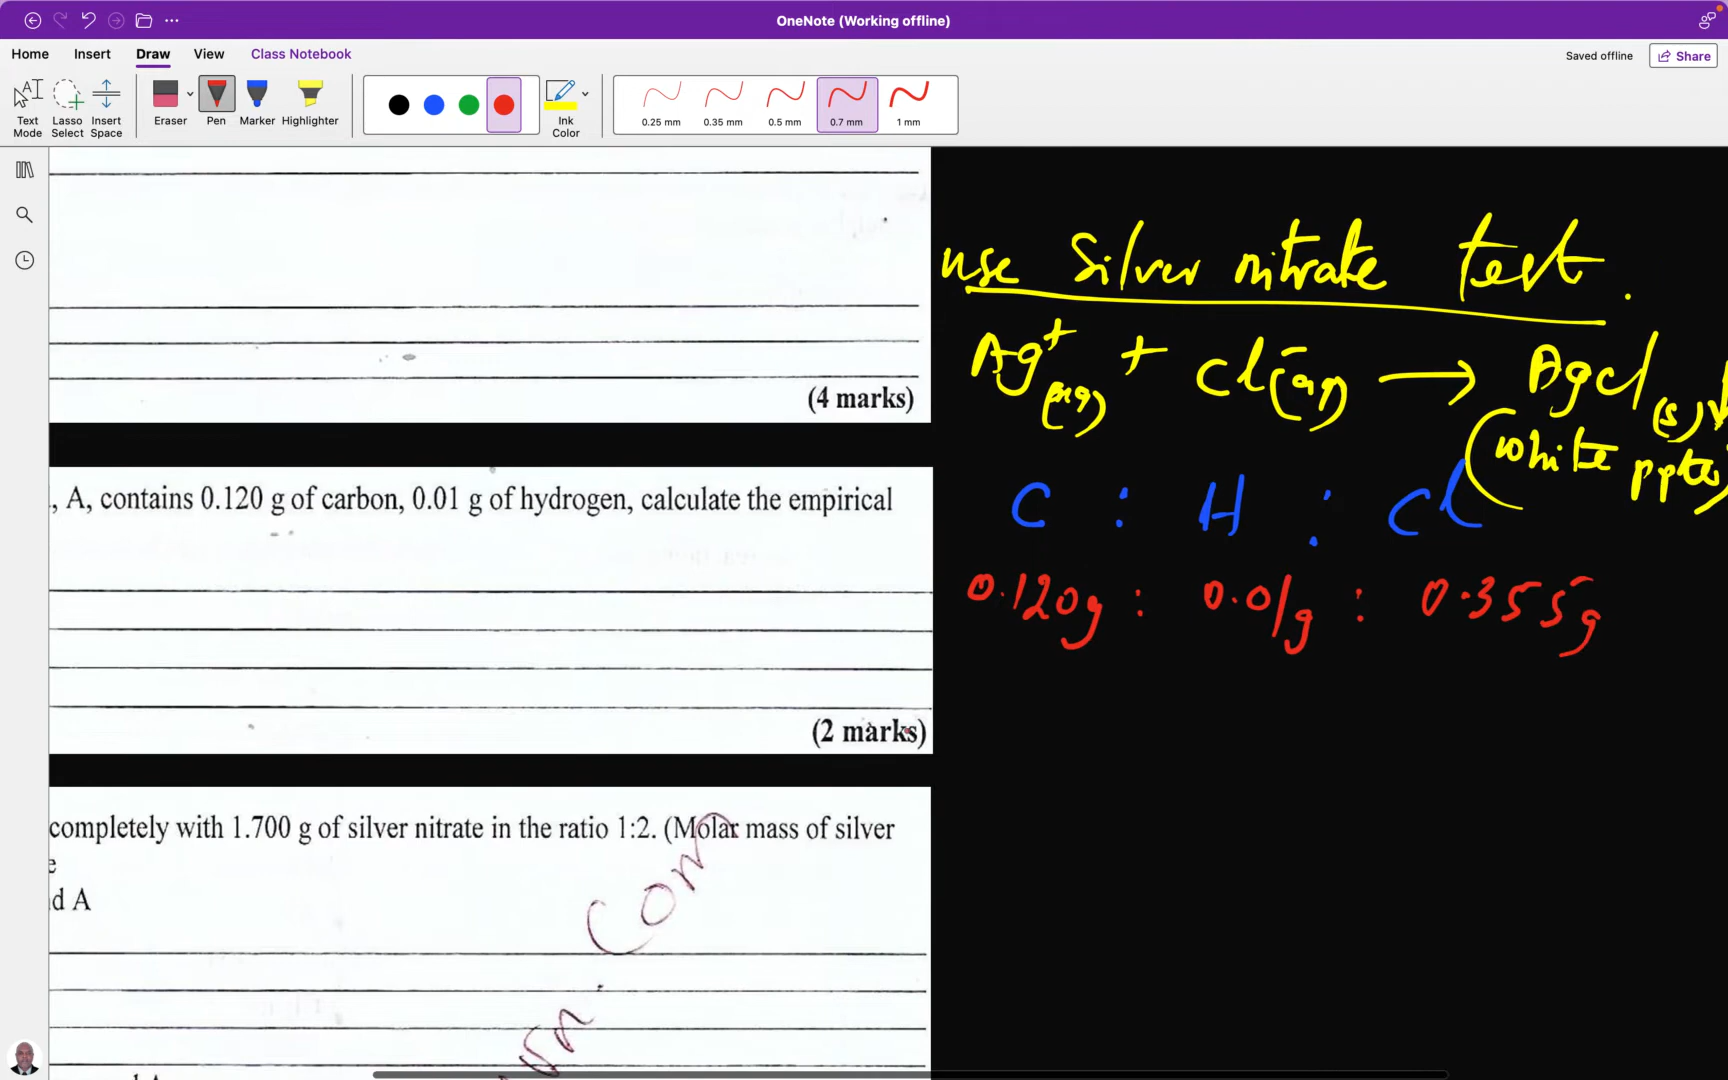 OneNote (Working offline)
Home Insert Draw View Class Notebook
Saved offline Share
Text Mode
Lasso Select
Insert Space
Eraser
Pen
Marker
Highlighter
Ink Color
0.25 mm
0.35 mm
0.5 mm
0.7 mm
1 mm
use Silver nitrate test.
Ag+(aq) + Cl-(aq) → AgCl(s)↓
(white ppte)
(4 marks)
C : H : Cl
, A, contains 0.120 g of carbon, 0.01 g of hydrogen, calculate the empirical
0.120g : 0.01g : 0.355g
(2 marks)
completely with 1.700 g of silver nitrate in the ratio 1:2. (Molar mass of silver
d A
. Com